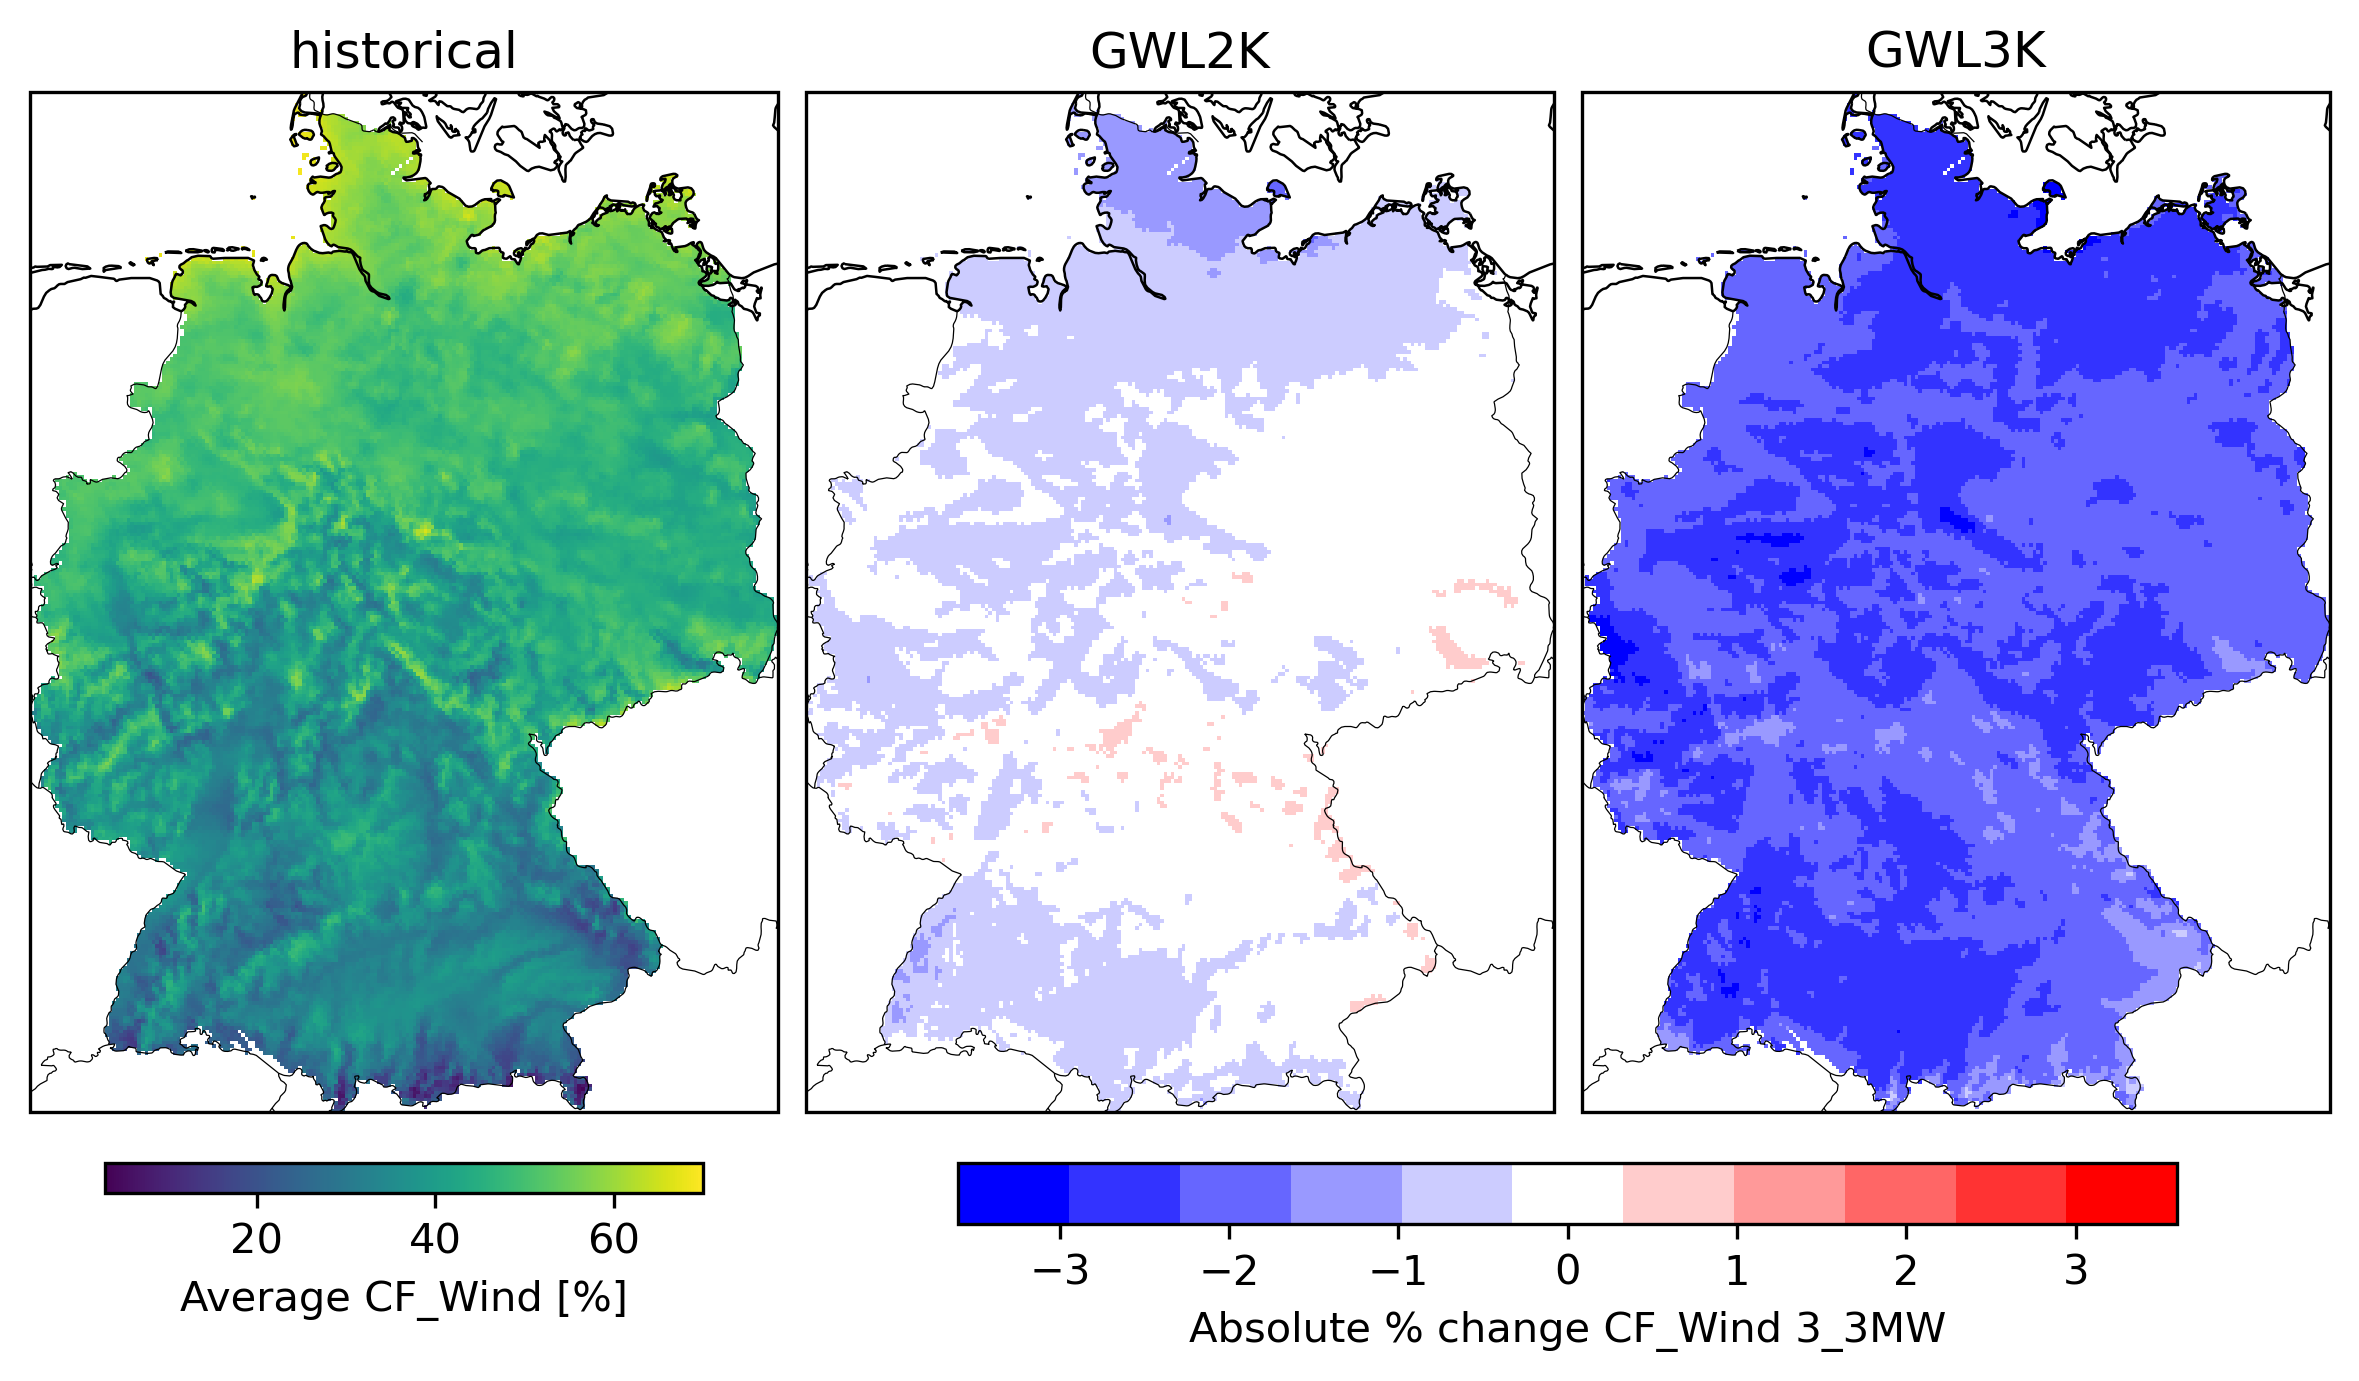 historical
GWL2K
GWL3K
20 40 60
Average CF_Wind [%]
−3 −2 −1 0 1 2 3
Absolute % change CF_Wind 3_3MW